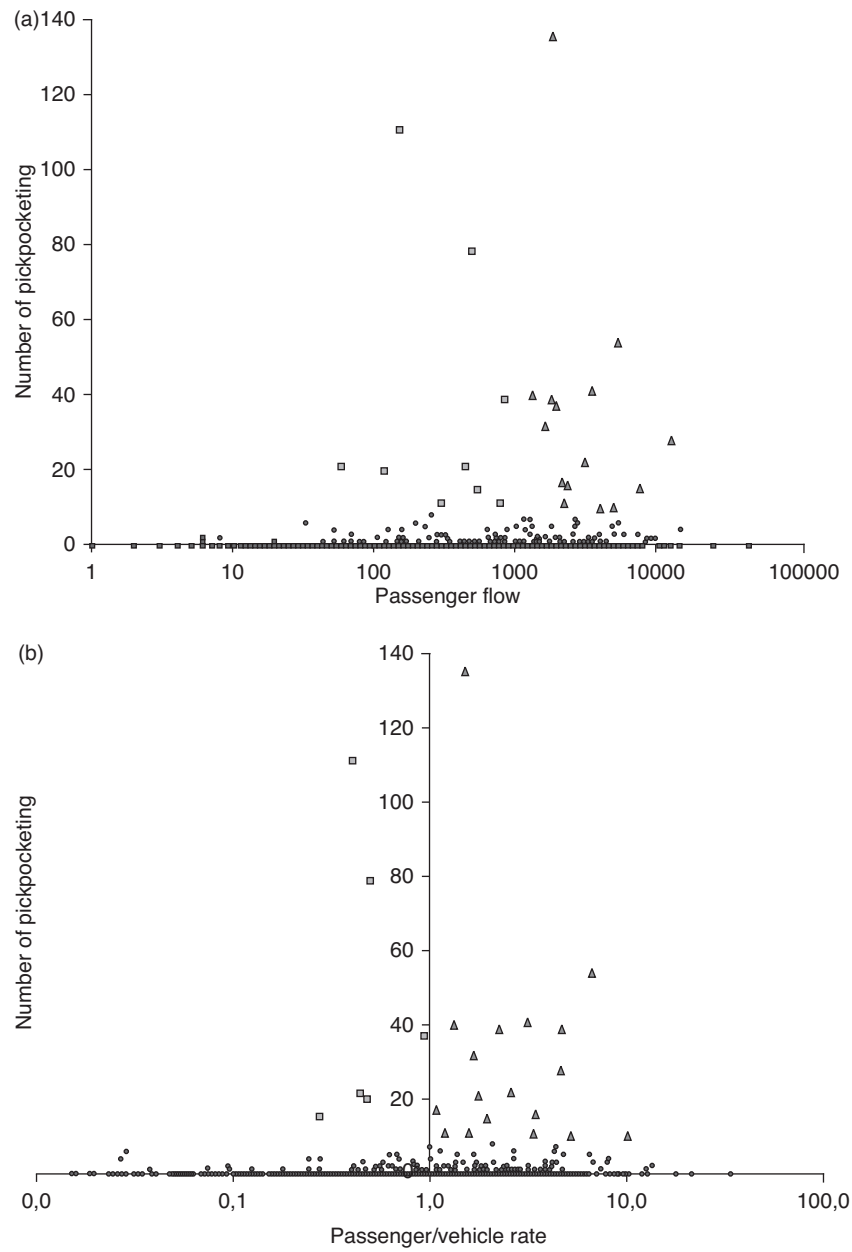 (a)
140
120
100
80
60
40
20
0
Number of pickpocketing
1 10 100 1000 10000 100000
Passenger flow
(b)
140
120
100
80
60
40
20
Number of pickpocketing
0,0 0,1 1,0 10,0 100,0
Passenger/vehicle rate